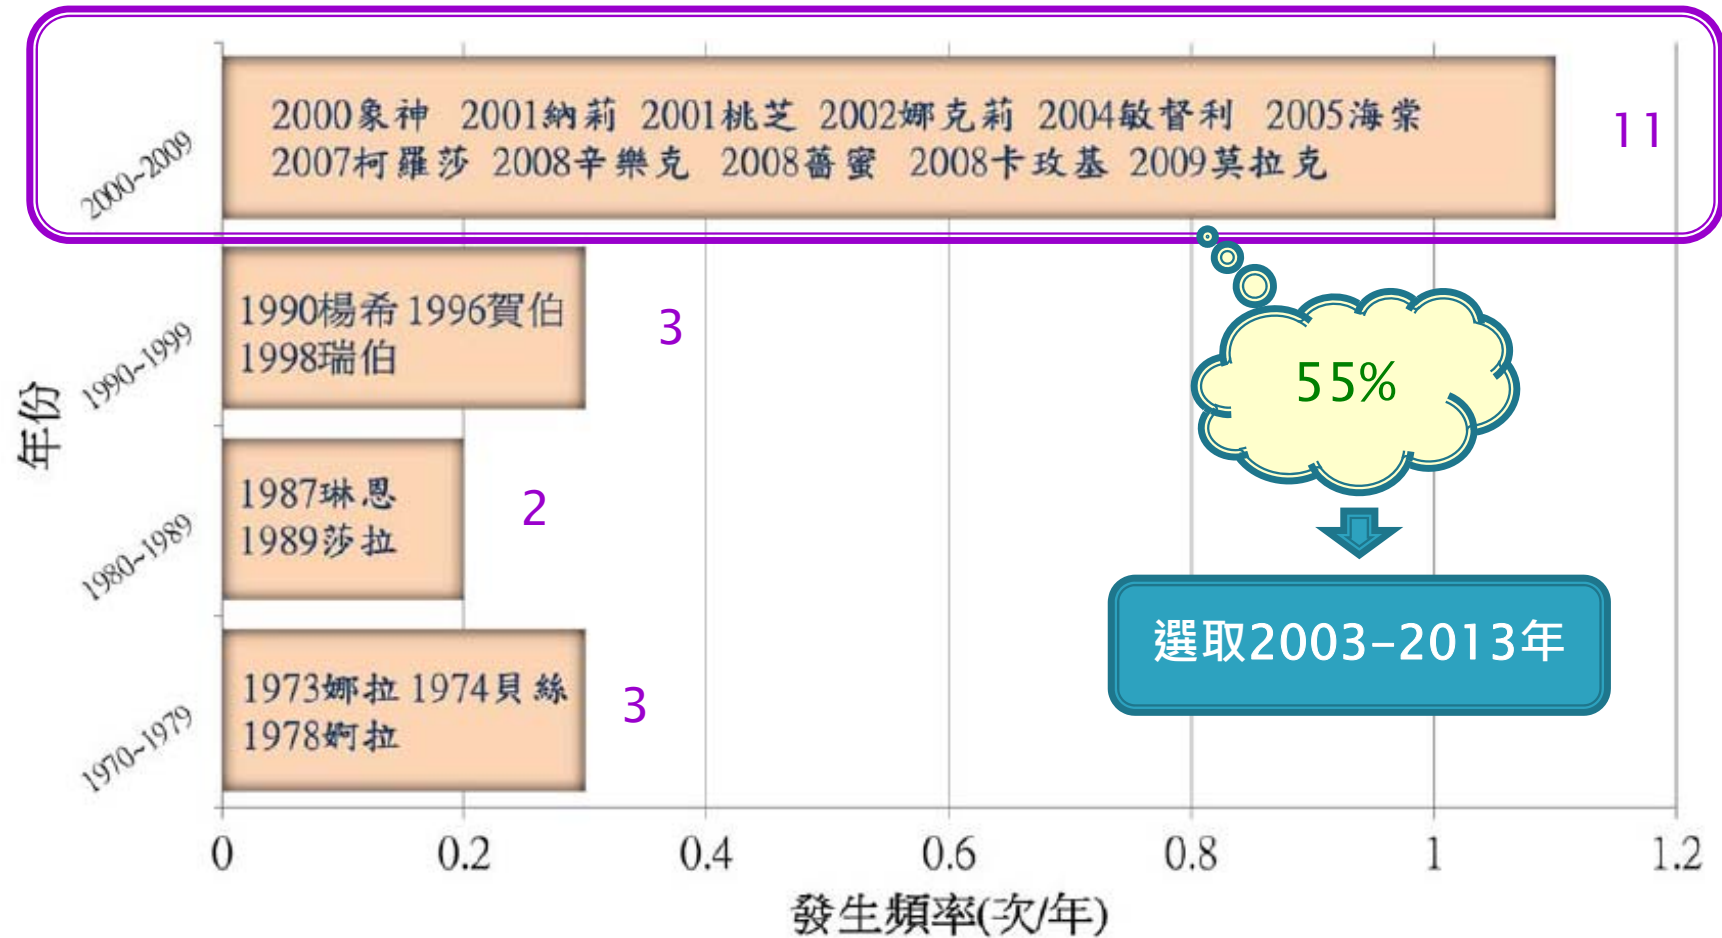 2000~2009
2000象神 2001納莉 2001桃芝 2002娜克莉 2004敏督利 2005海棠
2007柯羅莎 2008辛樂克 2008薔蜜 2008卡玫基 2009莫拉克
11
1990~1999
1990楊希 1996賀伯
1998瑞伯
3
55%
年份
1980~1989
1987琳恩
1989莎拉
2
選取2003-2013年
1970~1979
1973娜拉 1974貝絲
1978婀拉
3
0 0.2 0.4 0.6 0.8 1 1.2
發生頻率(次/年)